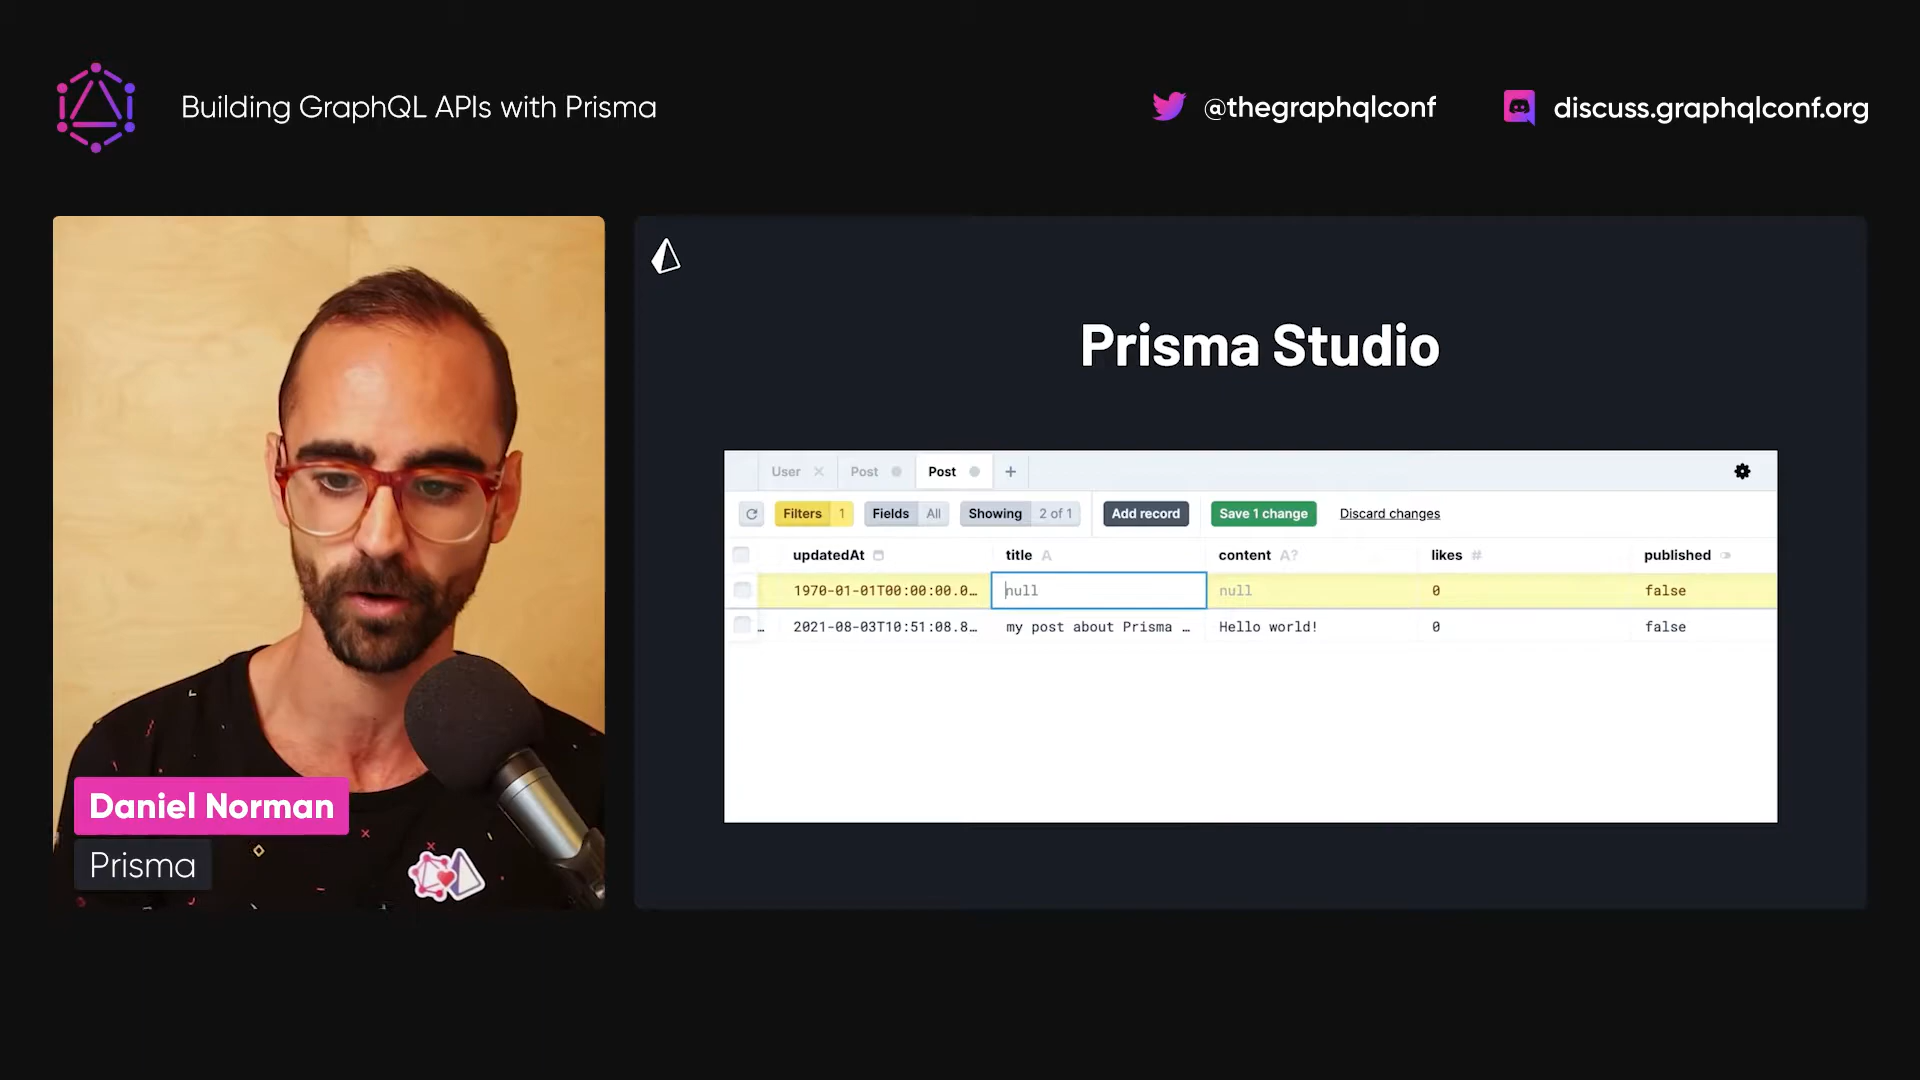 Building GraphQL APIs with Prisma
@thegraphqlconf
discuss.graphqlconf.org
Prisma Studio
User Post Post +
Filters 1 Fields All Showing 2 of 1 Add record Save 1 change Discard changes
updatedAt title A content A? likes # published
1970-01-01T00:00:00.0… null null 0 false
… 2021-08-03T10:51:08.8… my post about Prisma … Hello world! 0 false
Daniel Norman
Prisma